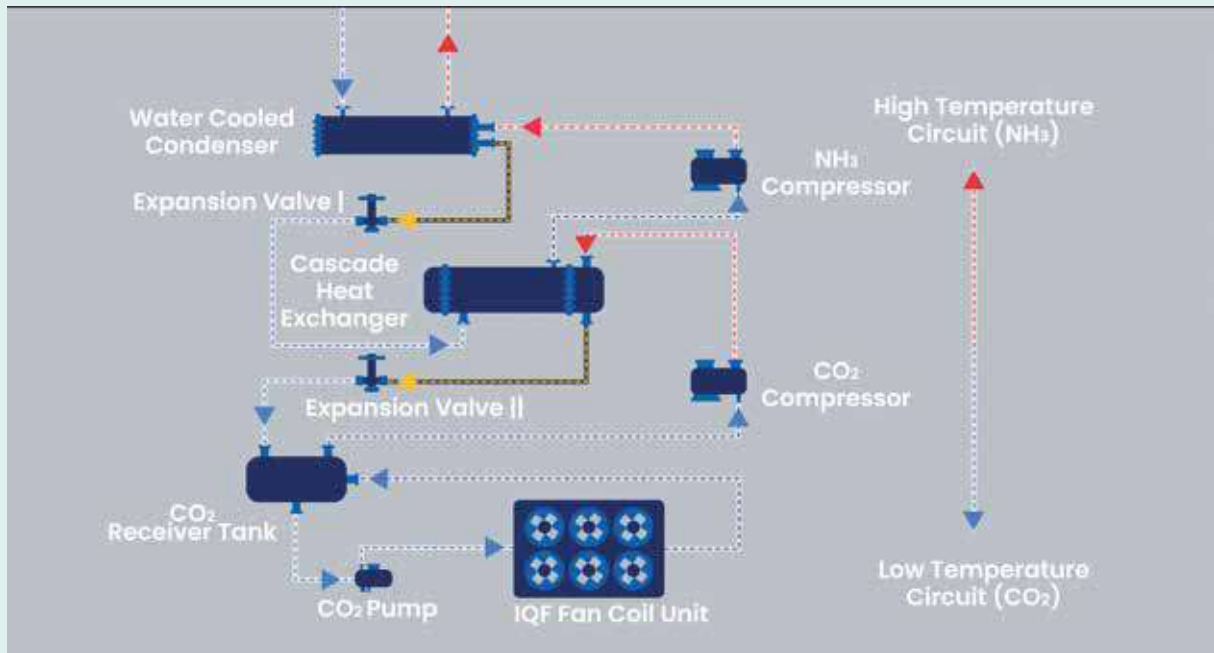 Water Cooled
Condenser
Expansion Valve |
Cascade
Heat
Exchanger
Expansion Valve ||
CO₂
Receiver Tank
CO₂ Pump
IQF Fan Coil Unit
NH₃
Compressor
CO₂
Compressor
High Temperature
Circuit (NH₃)
Low Temperature
Circuit (CO₂)